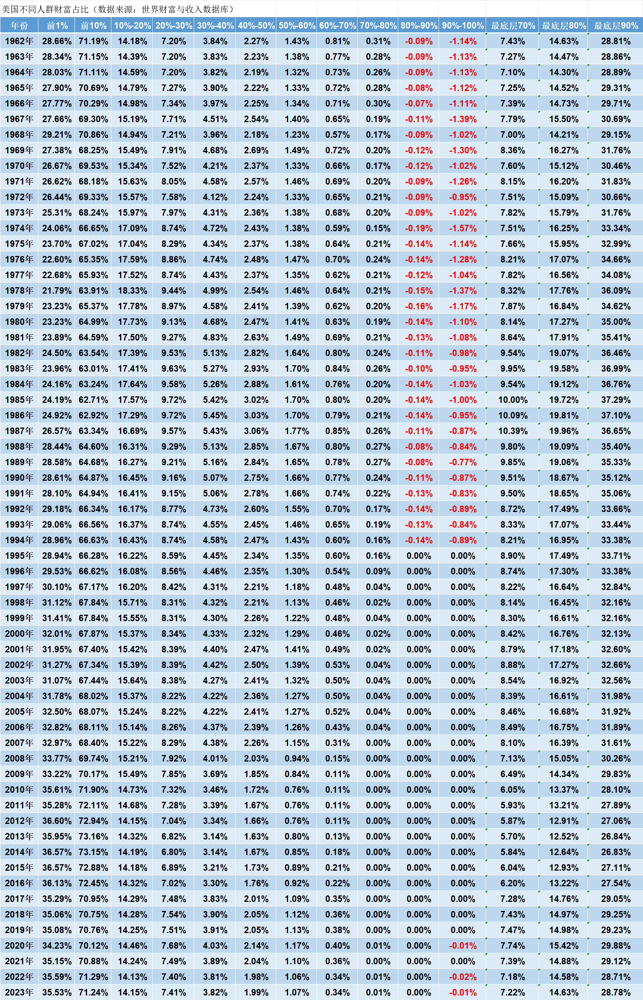 美国不同人群财富占比（数据来源：世界财富与收入数据库）
年份 前1% 前10% 10%-20% 20%-30% 30%-40% 40%-50% 50%-60% 60%-70% 70%-80% 80%-90% 90%-100% 最底层70% 最底层80% 最底层90%
1962年 28.66% 71.19% 14.18% 7.20% 3.84% 2.27% 1.43% 0.81% 0.31% -0.09% -1.14% 7.43% 14.63% 28.81%
1963年 28.34% 71.15% 14.39% 7.20% 3.83% 2.23% 1.38% 0.77% 0.28% -0.09% -1.13% 7.27% 14.47% 28.86%
1964年 28.03% 71.11% 14.59% 7.20% 3.82% 2.19% 1.32% 0.73% 0.26% -0.09% -1.13% 7.10% 14.30% 28.89%
1965年 27.90% 70.69% 14.79% 7.27% 3.90% 2.22% 1.33% 0.72% 0.28% -0.08% -1.12% 7.25% 14.52% 29.31%
1966年 27.77% 70.29% 14.98% 7.34% 3.97% 2.25% 1.34% 0.71% 0.30% -0.07% -1.11% 7.39% 14.73% 29.71%
1967年 27.66% 69.30% 15.19% 7.71% 4.51% 2.54% 1.40% 0.65% 0.19% -0.11% -1.39% 7.79% 15.50% 30.69%
1968年 29.21% 70.86% 14.94% 7.21% 3.96% 2.18% 1.23% 0.57% 0.17% -0.09% -1.02% 7.00% 14.21% 29.15%
1969年 27.38% 68.25% 15.49% 7.91% 4.68% 2.69% 1.49% 0.72% 0.20% -0.12% -1.30% 8.36% 16.27% 31.76%
1970年 26.67% 69.53% 15.34% 7.52% 4.21% 2.37% 1.33% 0.66% 0.17% -0.12% -1.02% 7.60% 15.12% 30.46%
1971年 26.62% 68.18% 15.63% 8.05% 4.58% 2.57% 1.46% 0.69% 0.20% -0.09% -1.26% 8.15% 16.20% 31.83%
1972年 26.44% 69.33% 15.57% 7.58% 4.12% 2.24% 1.33% 0.65% 0.21% -0.09% -0.95% 7.51% 15.09% 30.66%
1973年 25.31% 68.24% 15.97% 7.97% 4.31% 2.36% 1.38% 0.68% 0.20% -0.09% -1.02% 7.82% 15.79% 31.76%
1974年 24.06% 66.65% 17.09% 8.74% 4.72% 2.43% 1.38% 0.59% 0.15% -0.19% -1.57% 7.51% 16.25% 33.34%
1975年 23.70% 67.02% 17.04% 8.29% 4.34% 2.37% 1.38% 0.64% 0.21% -0.14% -1.14% 7.66% 15.95% 32.99%
1976年 22.60% 65.35% 17.59% 8.86% 4.74% 2.48% 1.47% 0.70% 0.24% -0.14% -1.28% 8.21% 17.07% 34.66%
1977年 22.68% 65.93% 17.52% 8.74% 4.43% 2.37% 1.35% 0.62% 0.21% -0.12% -1.04% 7.82% 16.56% 34.08%
1978年 21.79% 63.91% 18.33% 9.44% 4.99% 2.54% 1.46% 0.64% 0.21% -0.15% -1.37% 8.32% 17.76% 36.09%
1979年 23.23% 65.37% 17.78% 8.97% 4.58% 2.41% 1.39% 0.62% 0.20% -0.16% -1.17% 7.87% 16.84% 34.62%
1980年 23.23% 64.99% 17.73% 9.13% 4.68% 2.47% 1.41% 0.63% 0.19% -0.14% -1.10% 8.14% 17.27% 35.00%
1981年 23.89% 64.59% 17.50% 9.27% 4.83% 2.63% 1.49% 0.69% 0.21% -0.13% -1.08% 8.64% 17.91% 35.41%
1982年 24.50% 63.54% 17.39% 9.53% 5.13% 2.82% 1.64% 0.80% 0.24% -0.11% -0.98% 9.54% 19.07% 36.46%
1983年 23.96% 63.01% 17.41% 9.63% 5.27% 2.93% 1.70% 0.84% 0.26% -0.10% -0.95% 9.95% 19.58% 36.99%
1984年 24.16% 63.24% 17.64% 9.58% 5.26% 2.88% 1.61% 0.76% 0.20% -0.14% -1.03% 9.54% 19.12% 36.76%
1985年 24.19% 62.71% 17.57% 9.72% 5.42% 3.02% 1.70% 0.80% 0.20% -0.14% -1.00% 10.00% 19.72% 37.29%
1986年 24.92% 62.92% 17.29% 9.72% 5.45% 3.03% 1.70% 0.79% 0.21% -0.14% -0.95% 10.09% 19.81% 37.10%
1987年 26.57% 63.34% 16.69% 9.57% 5.43% 3.06% 1.77% 0.85% 0.26% -0.11% -0.87% 10.39% 19.96% 36.65%
1988年 28.44% 64.60% 16.31% 9.29% 5.13% 2.85% 1.67% 0.80% 0.27% -0.08% -0.84% 9.80% 19.09% 35.40%
1989年 28.58% 64.68% 16.27% 9.21% 5.16% 2.84% 1.65% 0.78% 0.27% -0.08% -0.77% 9.85% 19.06% 35.33%
1990年 28.61% 64.87% 16.45% 9.16% 5.07% 2.75% 1.66% 0.77% 0.24% -0.11% -0.87% 9.51% 18.67% 35.12%
1991年 28.10% 64.94% 16.41% 9.15% 5.06% 2.78% 1.66% 0.74% 0.22% -0.13% -0.83% 9.50% 18.65% 35.06%
1992年 29.18% 66.34% 16.17% 8.77% 4.73% 2.60% 1.55% 0.70% 0.17% -0.14% -0.89% 8.72% 17.49% 33.66%
1993年 29.06% 66.56% 16.37% 8.74% 4.55% 2.45% 1.46% 0.65% 0.19% -0.13% -0.84% 8.33% 17.07% 33.44%
1994年 28.96% 66.63% 16.43% 8.74% 4.58% 2.47% 1.43% 0.60% 0.16% -0.14% -0.89% 8.21% 16.95% 33.38%
1995年 28.94% 66.28% 16.22% 8.59% 4.45% 2.34% 1.35% 0.60% 0.16% 0.00% 0.00% 8.90% 17.49% 33.71%
1996年 29.53% 66.62% 16.08% 8.56% 4.46% 2.35% 1.30% 0.54% 0.09% 0.00% 0.00% 8.74% 17.30% 33.38%
1997年 30.10% 67.17% 16.20% 8.42% 4.31% 2.21% 1.18% 0.48% 0.04% 0.00% 0.00% 8.22% 16.64% 32.84%
1998年 31.12% 67.84% 15.71% 8.31% 4.32% 2.21% 1.13% 0.46% 0.02% 0.00% 0.00% 8.14% 16.45% 32.16%
1999年 31.41% 67.84% 15.55% 8.31% 4.30% 2.26% 1.22% 0.48% 0.04% 0.00% 0.00% 8.30% 16.61% 32.16%
2000年 32.01% 67.87% 15.37% 8.34% 4.33% 2.32% 1.29% 0.46% 0.02% 0.00% 0.00% 8.42% 16.76% 32.13%
2001年 31.95% 67.40% 15.42% 8.39% 4.40% 2.47% 1.41% 0.49% 0.02% 0.00% 0.00% 8.79% 17.18% 32.60%
2002年 31.27% 67.34% 15.39% 8.39% 4.42% 2.50% 1.39% 0.53% 0.04% 0.00% 0.00% 8.88% 17.27% 32.66%
2003年 31.07% 67.44% 15.64% 8.38% 4.27% 2.41% 1.32% 0.50% 0.04% 0.00% 0.00% 8.54% 16.92% 32.56%
2004年 31.78% 68.02% 15.37% 8.22% 4.22% 2.36% 1.27% 0.50% 0.04% 0.00% 0.00% 8.39% 16.61% 31.98%
2005年 32.50% 68.07% 15.24% 8.22% 4.22% 2.41% 1.27% 0.52% 0.04% 0.00% 0.00% 8.46% 16.68% 31.92%
2006年 32.82% 68.11% 15.14% 8.26% 4.37% 2.39% 1.26% 0.43% 0.04% 0.00% 0.00% 8.49% 16.75% 31.89%
2007年 32.97% 68.40% 15.22% 8.29% 4.38% 2.26% 1.15% 0.31% 0.00% 0.00% 0.00% 8.10% 16.39% 31.61%
2008年 33.77% 69.74% 15.21% 7.92% 4.01% 2.03% 0.94% 0.15% 0.00% 0.00% 0.00% 7.13% 15.05% 30.26%
2009年 33.22% 70.17% 15.49% 7.85% 3.69% 1.85% 0.84% 0.11% 0.00% 0.00% 0.00% 6.49% 14.34% 29.83%
2010年 35.61% 71.90% 14.73% 7.32% 3.46% 1.72% 0.76% 0.11% 0.00% 0.00% 0.00% 6.05% 13.37% 28.10%
2011年 35.28% 72.11% 14.68% 7.28% 3.39% 1.67% 0.76% 0.11% 0.00% 0.00% 0.00% 5.93% 13.21% 27.89%
2012年 36.60% 72.94% 14.15% 7.04% 3.34% 1.66% 0.76% 0.11% 0.00% 0.00% 0.00% 5.87% 12.91% 27.06%
2013年 35.95% 73.16% 14.32% 6.82% 3.14% 1.63% 0.80% 0.13% 0.00% 0.00% 0.00% 5.70% 12.52% 26.84%
2014年 36.57% 73.15% 14.19% 6.80% 3.14% 1.67% 0.85% 0.18% 0.00% 0.00% 0.00% 5.84% 12.64% 26.83%
2015年 36.57% 72.88% 14.18% 6.89% 3.21% 1.73% 0.89% 0.21% 0.00% 0.00% 0.00% 6.04% 12.93% 27.11%
2016年 36.13% 72.45% 14.32% 7.02% 3.30% 1.76% 0.92% 0.22% 0.00% 0.00% 0.00% 6.20% 13.22% 27.54%
2017年 35.29% 70.95% 14.29% 7.48% 3.83% 2.01% 1.09% 0.35% 0.00% 0.00% 0.00% 7.28% 14.76% 29.05%
2018年 35.06% 70.75% 14.28% 7.54% 3.90% 2.05% 1.12% 0.36% 0.00% 0.00% 0.00% 7.43% 14.97% 29.25%
2019年 35.08% 70.76% 14.25% 7.51% 3.91% 2.05% 1.13% 0.38% 0.00% 0.00% 0.00% 7.47% 14.98% 29.23%
2020年 34.23% 70.12% 14.46% 7.68% 4.03% 2.14% 1.17% 0.40% 0.01% 0.00% -0.01% 7.74% 15.42% 29.88%
2021年 35.15% 70.88% 14.24% 7.49% 3.89% 2.04% 1.10% 0.36% 0.00% 0.00% 0.00% 7.39% 14.88% 29.12%
2022年 35.59% 71.29% 14.13% 7.40% 3.81% 1.98% 1.06% 0.34% 0.01% 0.00% -0.02% 7.18% 14.58% 28.71%
2023年 35.53% 71.24% 14.15% 7.41% 3.82% 1.99% 1.07% 0.34% 0.01% 0.00% -0.01% 7.22% 14.63% 28.78%